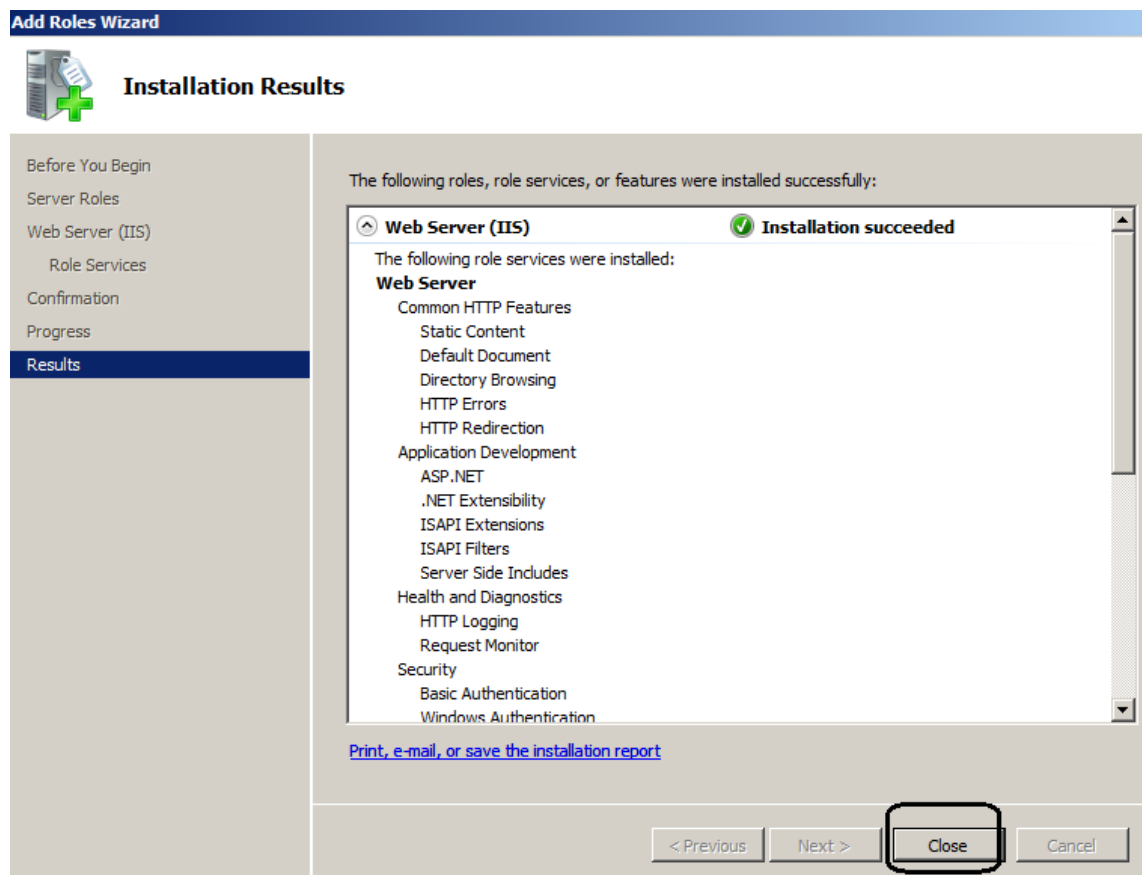 Add Roles Wizard
Installation Results
Before You Begin
Server Roles
Web Server (IIS)
Role Services
Confirmation
Progress
Results
The following roles, role services, or features were installed successfully:
Web Server (IIS) Installation succeeded
The following role services were installed:
Web Server
Common HTTP Features
Static Content
Default Document
Directory Browsing
HTTP Errors
HTTP Redirection
Application Development
ASP.NET
.NET Extensibility
ISAPI Extensions
ISAPI Filters
Server Side Includes
Health and Diagnostics
HTTP Logging
Request Monitor
Security
Basic Authentication
Windows Authentication
Print, e-mail, or save the installation report
< Previous Next > Close Cancel